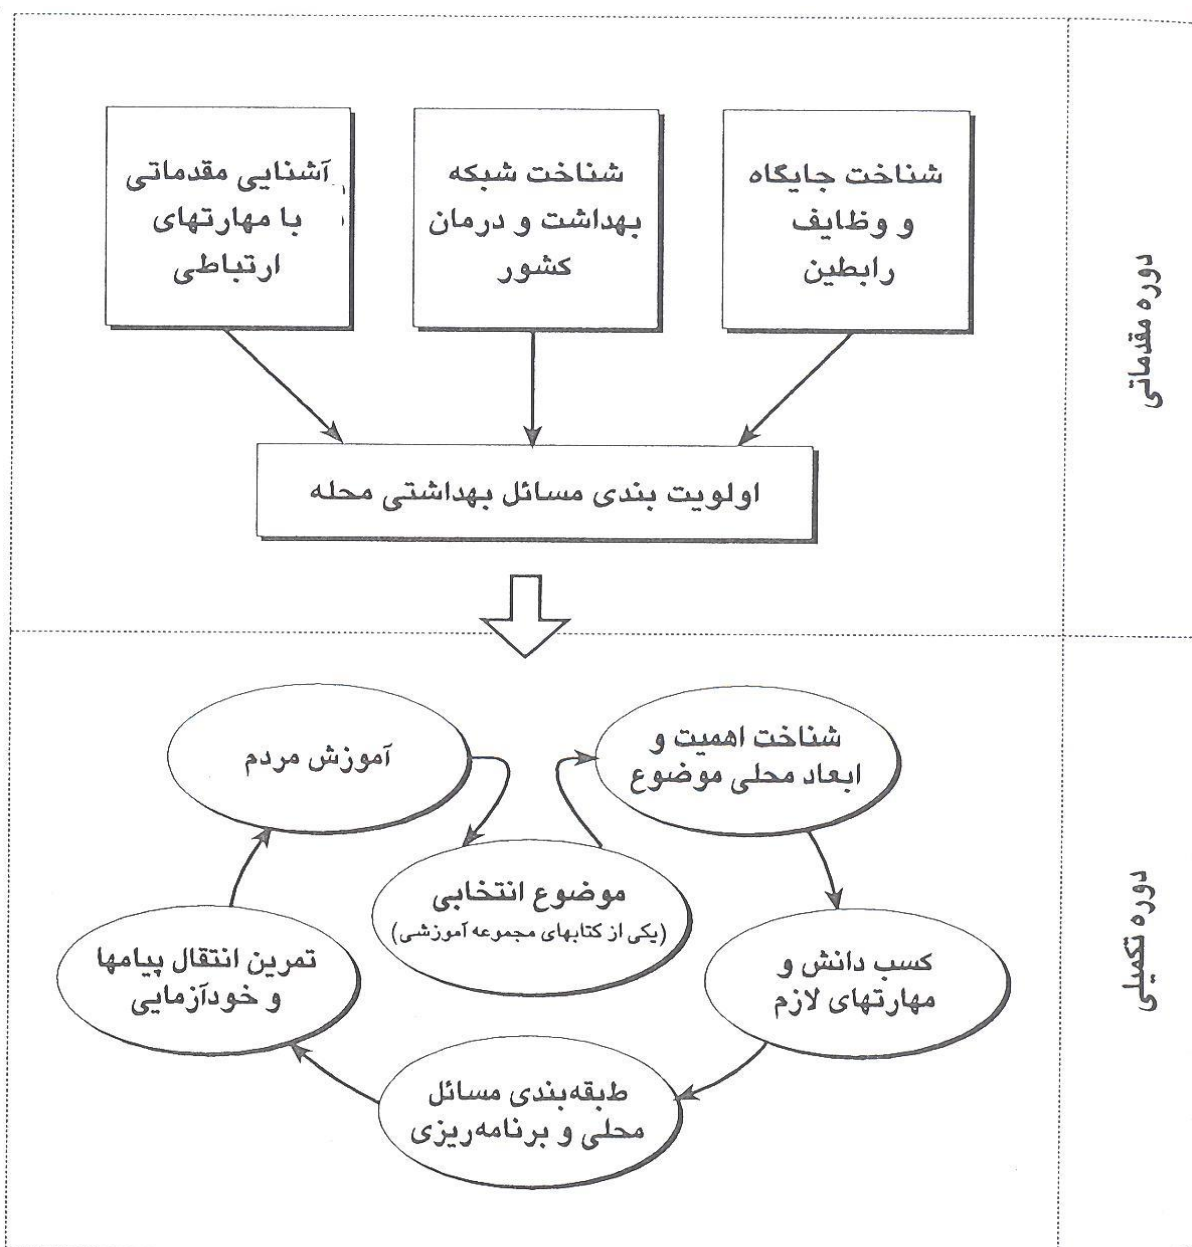 دوره مقدماتی
شناخت جایگاه
و وظایف
رابطین
شناخت شبکه
بهداشت و درمان
کشور
آشنایی مقدماتی
با مهارتهای
ارتباطی
اولویت بندی مسائل بهداشتی محله
دوره تکمیلی
موضوع انتخابی
(یکی از کتابهای مجموعه آموزشی)
شناخت اهمیت و
ابعاد محلی موضوع
کسب دانش و
مهارتهای لازم
طبقه‌بندی مسائل
محلی و برنامه‌ریزی
تمرین انتقال پیامها
و خودآزمایی
آموزش مردم